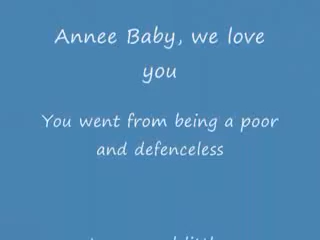 Annee Baby, we love
you
You went from being a poor
and defenceless